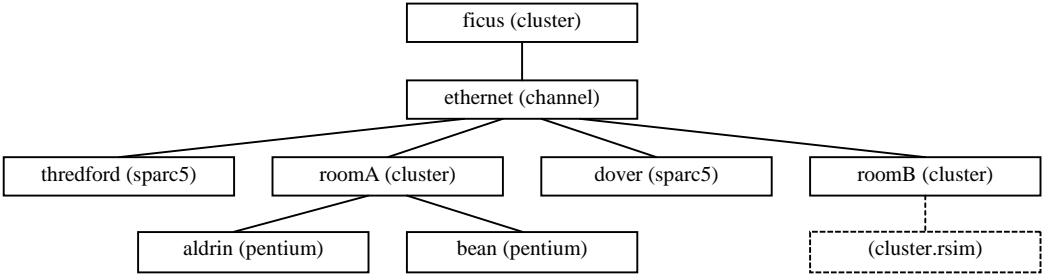 ficus (cluster)
ethernet (channel)
thredford (sparc5)
roomA (cluster)
dover (sparc5)
roomB (cluster)
aldrin (pentium)
bean (pentium)
(cluster.rsim)